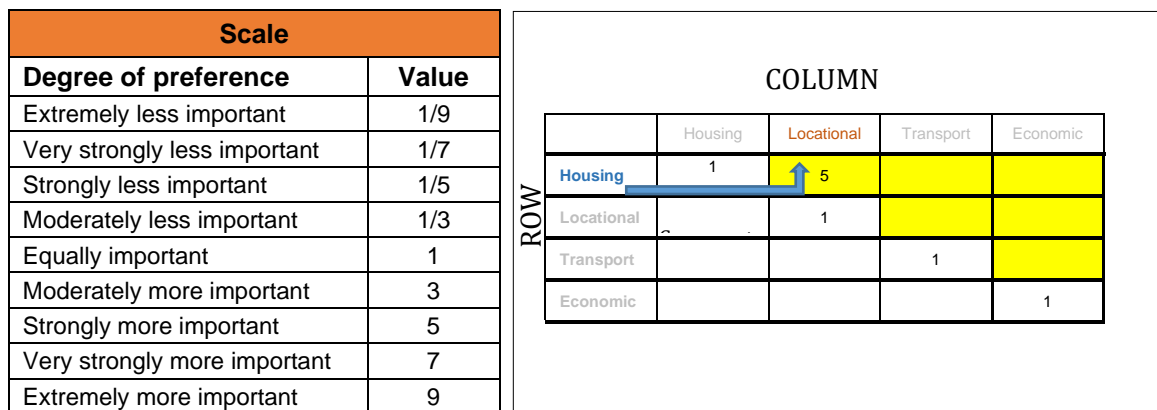 Scale
Degree of preference Value
Extremely less important 1/9
Very strongly less important 1/7
Strongly less important 1/5
Moderately less important 1/3
Equally important 1
Moderately more important 3
Strongly more important 5
Very strongly more important 7
Extremely more important 9
COLUMN
ROW
Housing Locational Transport Economic
Housing 1 5
Locational 1
Transport 1
Economic 1